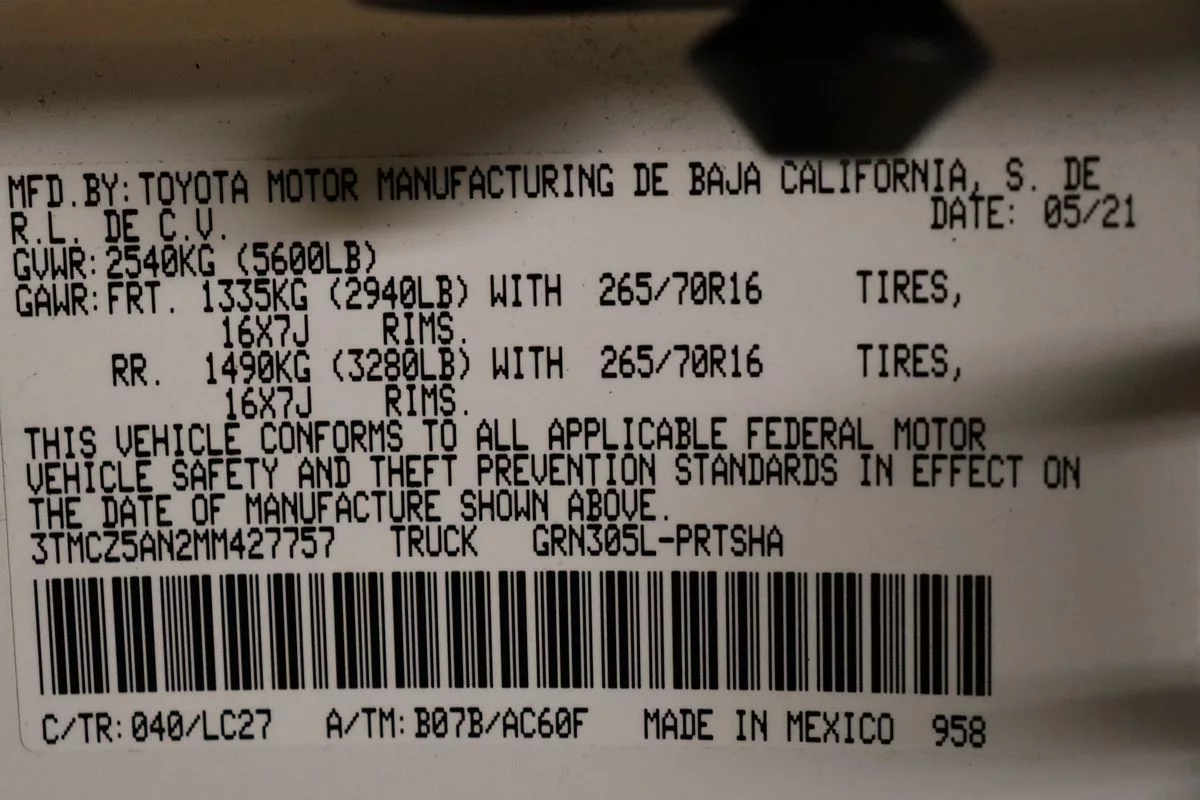 MFD.BY:TOYOTA MOTOR MANUFACTURING DE BAJA CALIFORNIA, S. DE
R.L. DE C.V. DATE: 05/21
GVWR:2540KG (5600LB)
GAWR:FRT. 1335KG (2940LB) WITH 265/70R16 TIRES,
16X7J RIMS.
RR. 1490KG (3280LB) WITH 265/70R16 TIRES,
16X7J RIMS.
THIS VEHICLE CONFORMS TO ALL APPLICABLE FEDERAL MOTOR
VEHICLE SAFETY AND THEFT PREVENTION STANDARDS IN EFFECT ON
THE DATE OF MANUFACTURE SHOWN ABOVE.
3TMCZ5AN2MM427757 TRUCK GRN305L-PRTSHA
C/TR:040/LC27 A/TM:B07B/AC60F MADE IN MEXICO 958